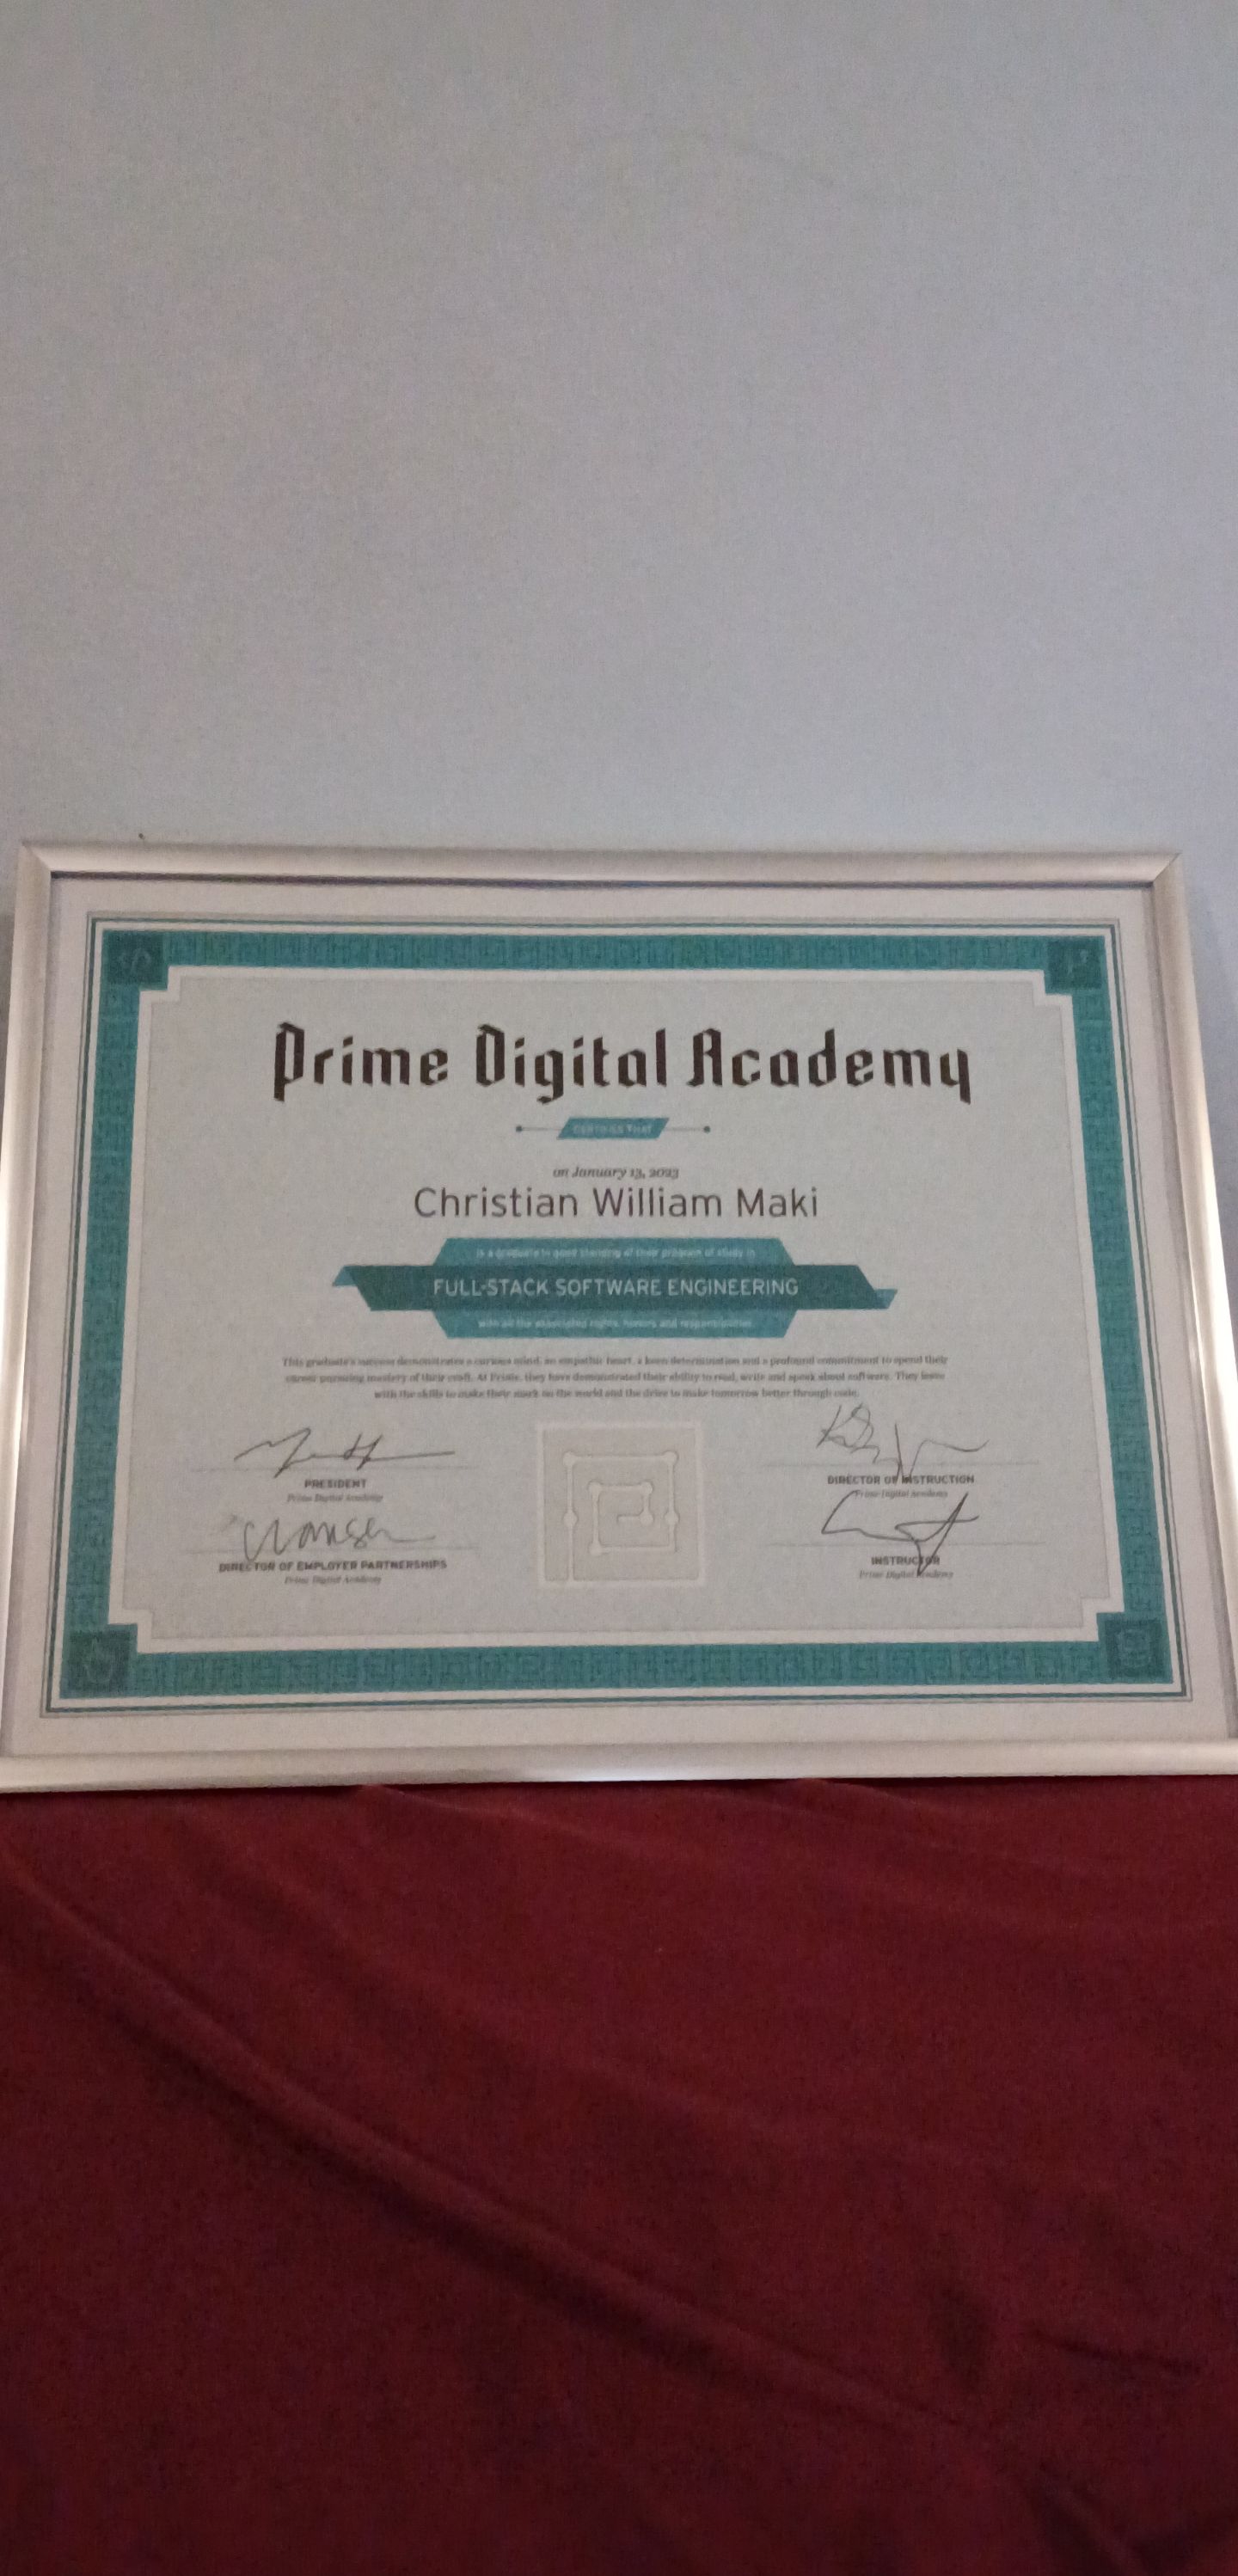 Prime Digital Academy
CERTIFIES THAT
on January 13, 2023
Christian William Maki
is a graduate in good standing of their program of study in
FULL-STACK SOFTWARE ENGINEERING
with all the associated rights, honors and responsibilities.
This graduate's success demonstrates a curious mind, an empathic heart, a keen determination and a profound commitment to spend their
career pursuing mastery of their craft. At Prime, they have demonstrated their ability to read, write and speak about software. They leave
with the skills to make their mark on the world and the drive to make tomorrow better through code.
PRESIDENT
Prime Digital Academy
DIRECTOR OF INSTRUCTION
Prime Digital Academy
DIRECTOR OF EMPLOYER PARTNERSHIPS
Prime Digital Academy
INSTRUCTOR
Prime Digital Academy